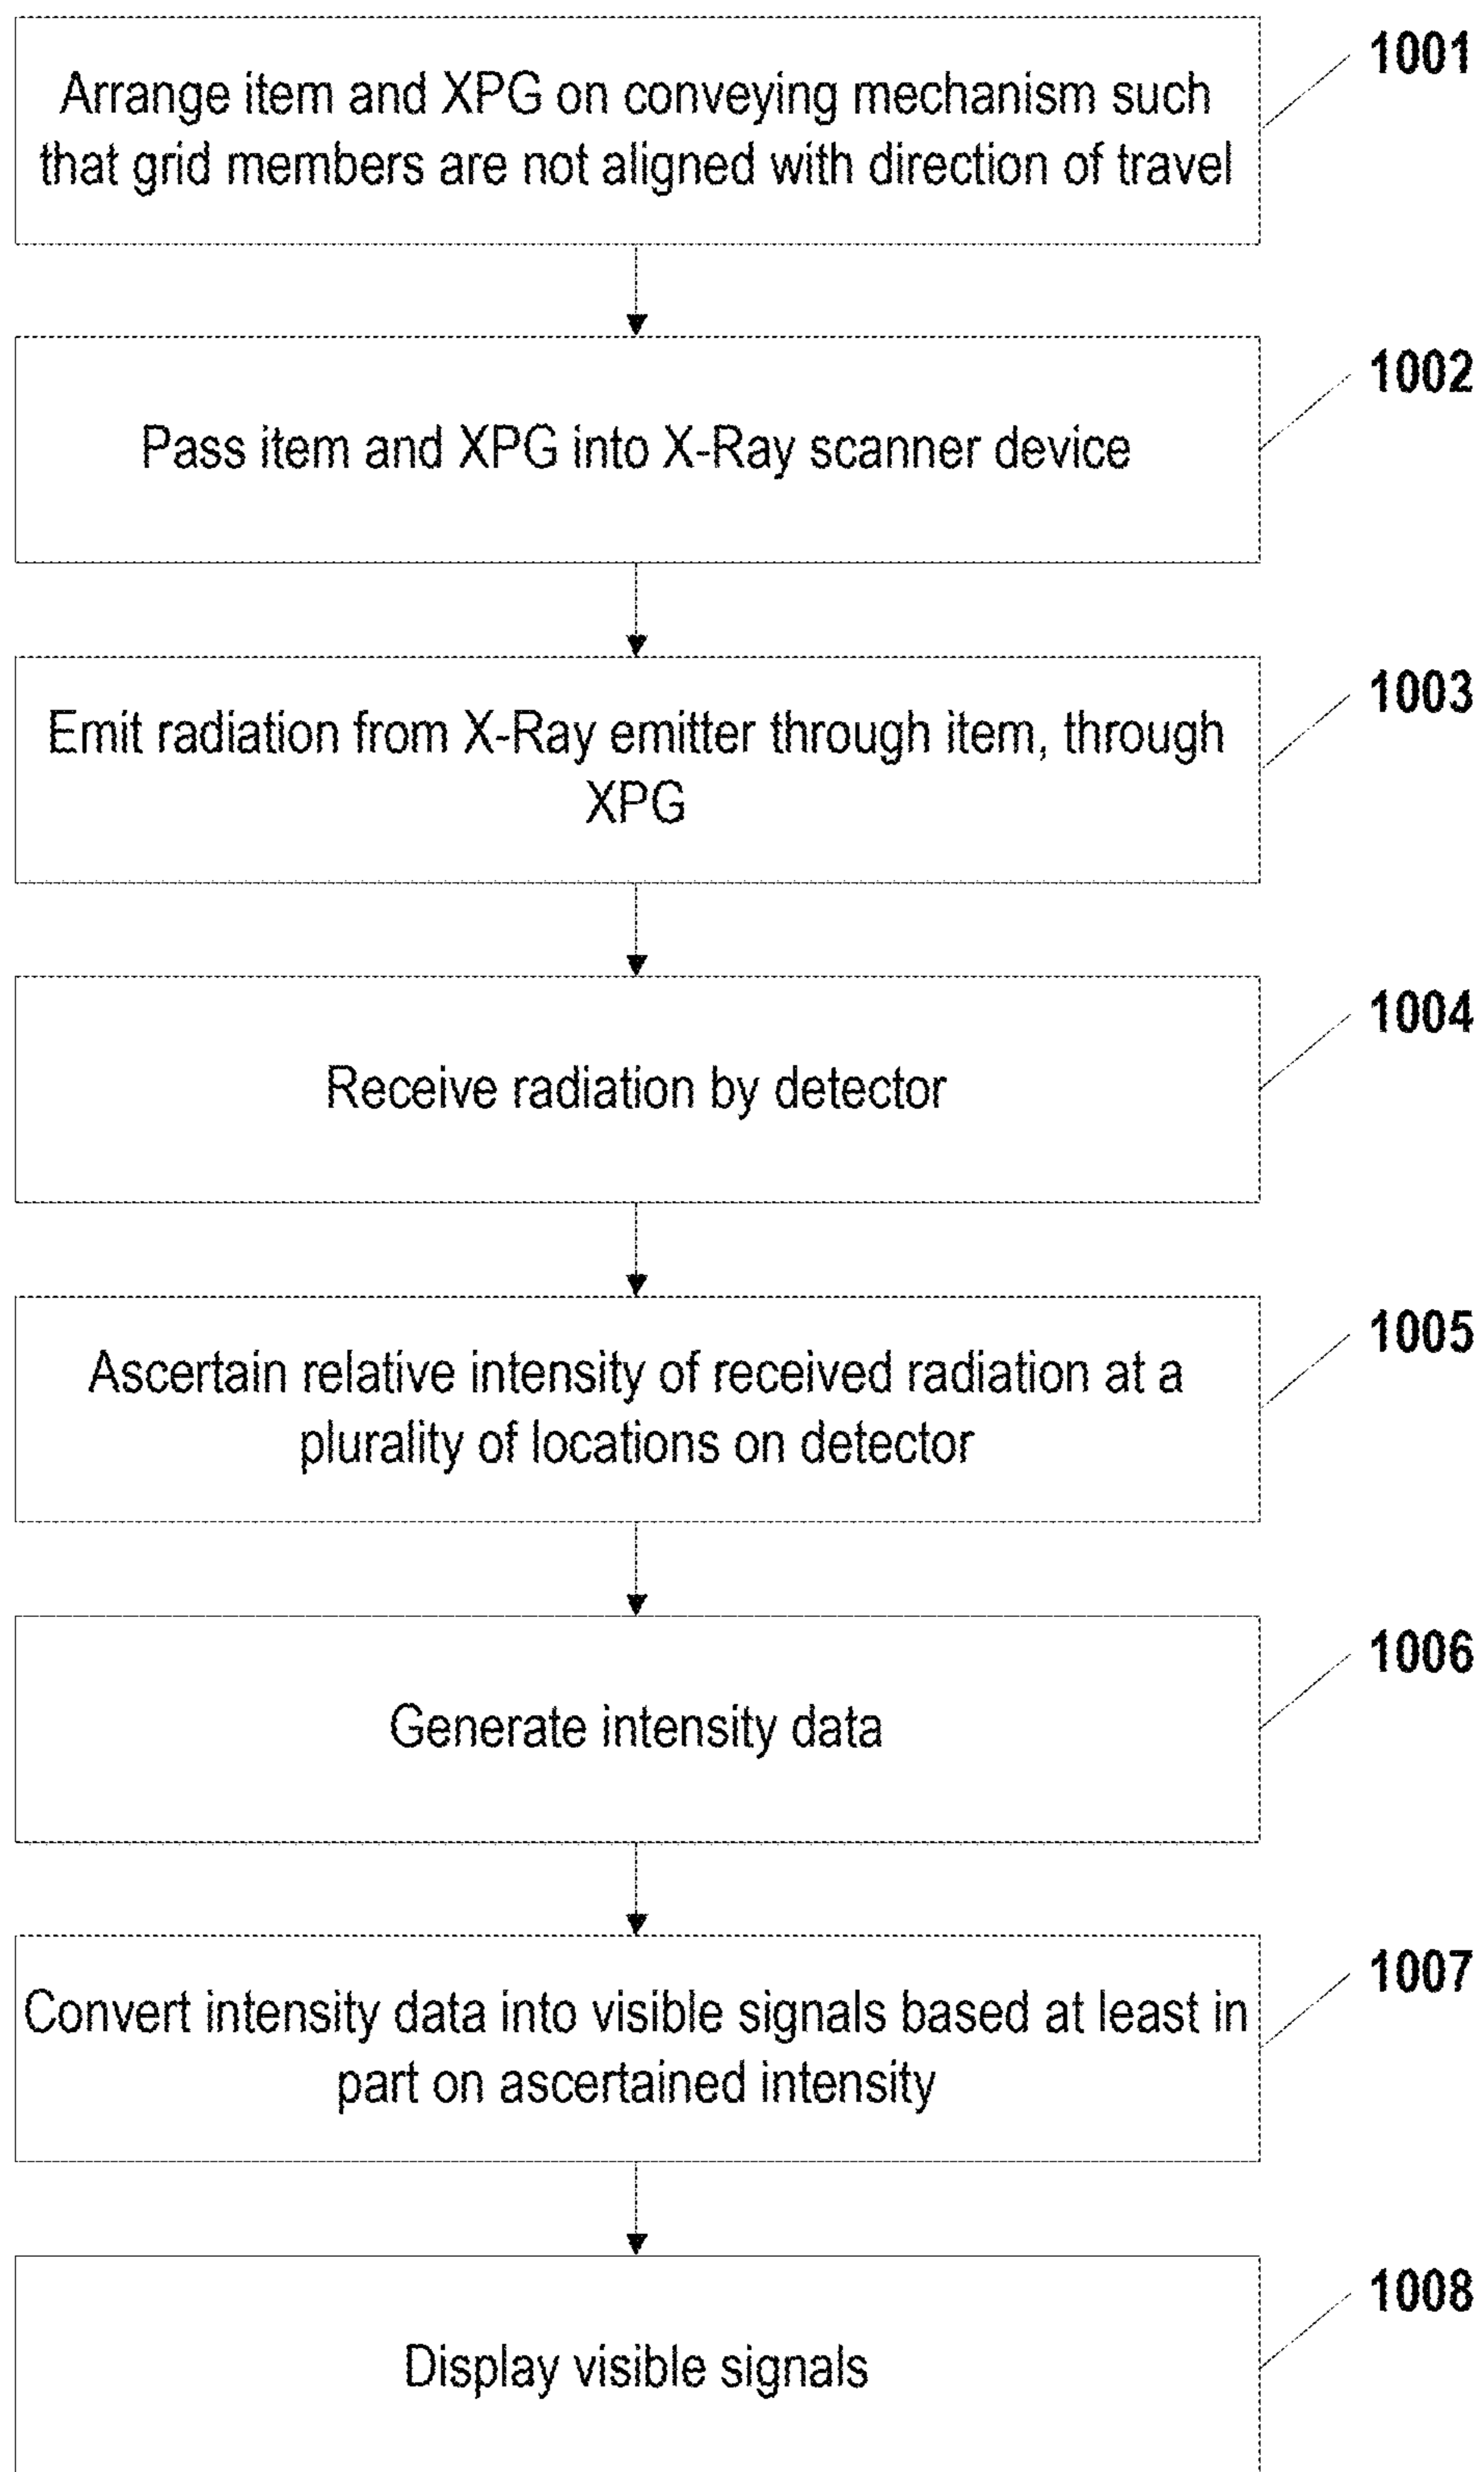 1001
Arrange item and XPG on conveying mechanism such
that grid members are not aligned with direction of travel
1002
Pass item and XPG into X-Ray scanner device
1003
Emit radiation from X-Ray emitter through item, through
XPG
1004
Receive radiation by detector
1005
Ascertain relative intensity of received radiation at a
plurality of locations on detector
1006
Generate intensity data
1007
Convert intensity data into visible signals based at least in
part on ascertained intensity
1008
Display visible signals